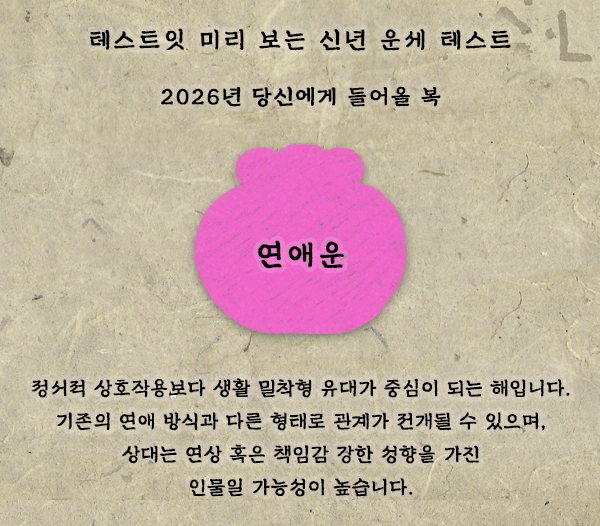 테스트잇 미리 보는 신년 운세 테스트
2026년 당신에게 들어올 복
연애운
정서적 상호작용보다 생활 밀착형 유대가 중심이 되는 해입니다.
기존의 연애 방식과 다른 형태로 관계가 전개될 수 있으며,
상대는 연상 혹은 책임감 강한 성향을 가진
인물일 가능성이 높습니다.